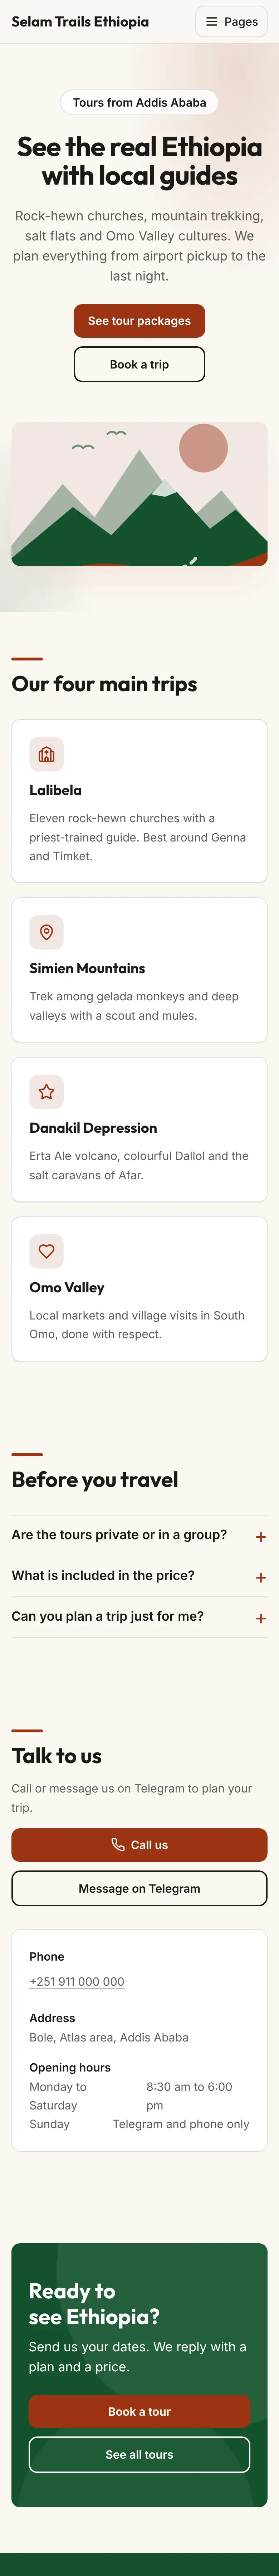 Selam Trails Ethiopia
Pages
Tours from Addis Ababa
See the real Ethiopia
with local guides
Rock-hewn churches, mountain trekking,
salt flats and Omo Valley cultures. We
plan everything from airport pickup to the
last night.
See tour packages
Book a trip
Our four main trips
Lalibela
Eleven rock-hewn churches with a
priest-trained guide. Best around Genna
and Timket.
Simien Mountains
Trek among gelada monkeys and deep
valleys with a scout and mules.
Danakil Depression
Erta Ale volcano, colourful Dallol and the
salt caravans of Afar.
Omo Valley
Local markets and village visits in South
Omo, done with respect.
Before you travel
Are the tours private or in a group?
What is included in the price?
Can you plan a trip just for me?
Talk to us
Call or message us on Telegram to plan your
trip.
Call us
Message on Telegram
Phone
+251 911 000 000
Address
Bole, Atlas area, Addis Ababa
Opening hours
Monday to 8:30 am to 6:00
Saturday pm
Sunday Telegram and phone only
Ready to
see Ethiopia?
Send us your dates. We reply with a
plan and a price.
Book a tour
See all tours